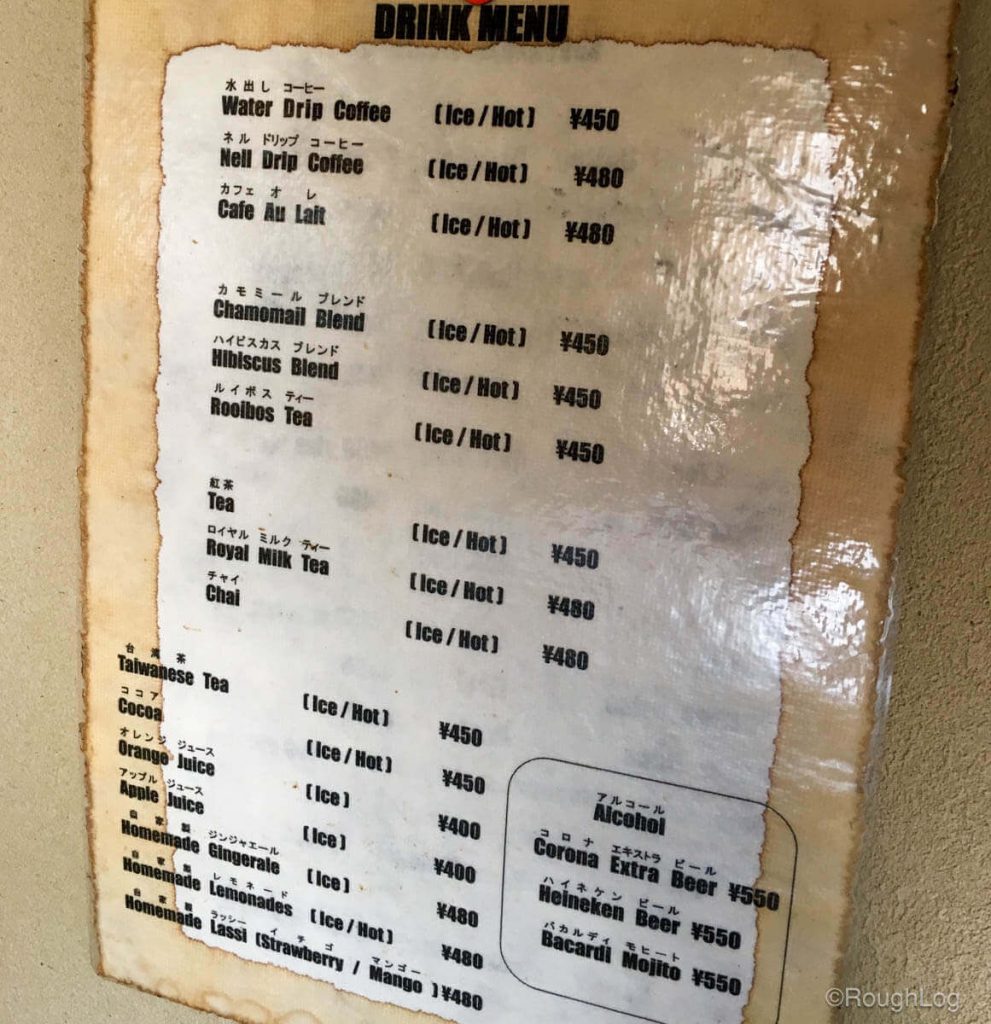 DRINK MENU
水出し コーヒー
Water Drip Coffee (Ice/Hot) ¥450
ネル ドリップ コーヒー
Nell Drip Coffee (Ice/Hot) ¥480
カフェ オ レ
Cafe Au Lait (Ice/Hot) ¥480
カモミール ブレンド
Chamomail Blend (Ice/Hot) ¥450
ハイビスカス ブレンド
Hibiscus Blend (Ice/Hot) ¥450
ルイボス ティー
Rooibos Tea (Ice/Hot) ¥450
紅茶
Tea (Ice/Hot) ¥450
ロイヤル ミルク ティー
Royal Milk Tea (Ice/Hot) ¥480
チャイ
Chai (Ice/Hot) ¥480
台湾茶
Taiwanese Tea (Ice/Hot) ¥450
ココア
Cocoa (Ice/Hot) ¥450
オレンジ ジュース
Orange Juice (Ice) ¥400
アップル ジュース
Apple Juice (Ice) ¥400
自家製 ジンジャエール
Homemade Gingerale (Ice) ¥480
自家製 レモネード
Homemade Lemonades (Ice/Hot) ¥480
自家製 ラッシー イチゴ マンゴー
Homemade Lassi (Strawberry / Mango) ¥480
アルコール
Alcohol
コロナ エキストラ ビール
Corona Extra Beer ¥550
ハイネケン ビール
Heineken Beer ¥550
バカルディ モヒート
Bacardi Mojito ¥550
©RoughLog